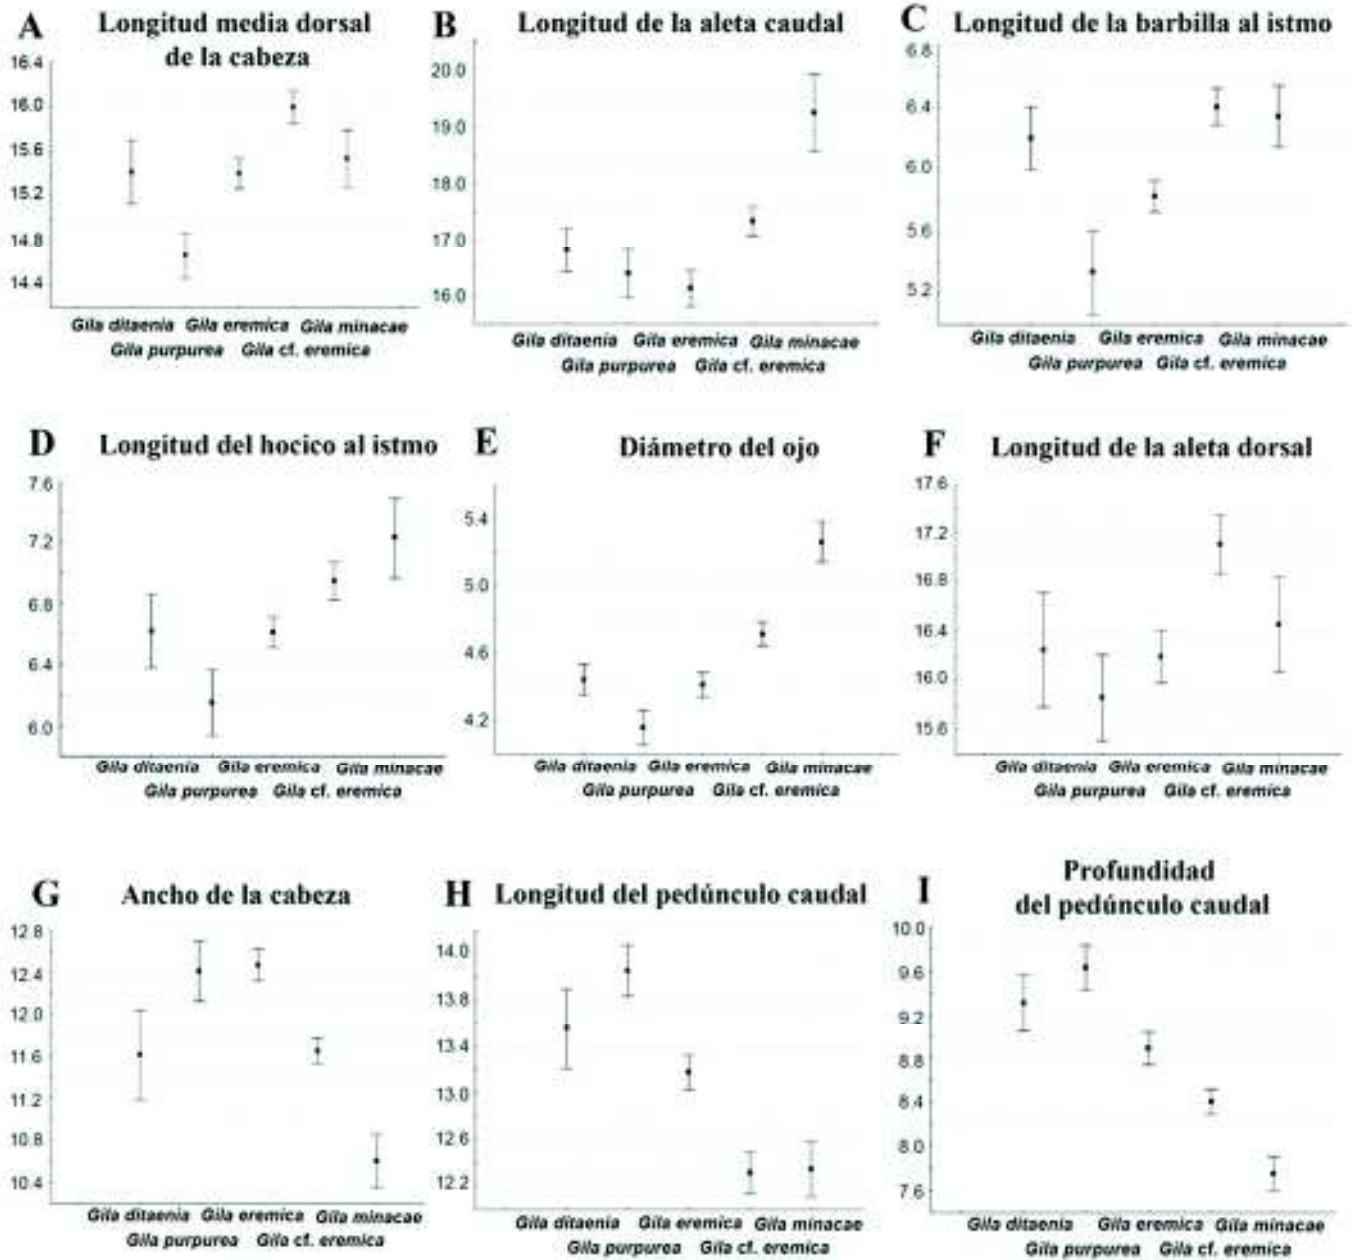 A Longitud media dorsal
de la cabeza
16.4
16.0
15.6
15.2
14.8
14.4
Gila ditaenia Gila eremica Gila minacae
Gila purpurea Gila cf. eremica
B Longitud de la aleta caudal
20.0
19.0
18.0
17.0
16.0
Gila ditaenia Gila eremica Gila minacae
Gila purpurea Gila cf. eremica
C Longitud de la barbilla al istmo
6.8
6.4
6.0
5.6
5.2
Gila ditaenia Gila eremica Gila minacae
Gila purpurea Gila cf. eremica
D Longitud del hocico al istmo
7.6
7.2
6.8
6.4
6.0
Gila ditaenia Gila eremica Gila minacae
Gila purpurea Gila cf. eremica
E Diámetro del ojo
5.4
5.0
4.6
4.2
Gila ditaenia Gila eremica Gila minacae
Gila purpurea Gila cf. eremica
F Longitud de la aleta dorsal
17.6
17.2
16.8
16.4
16.0
15.6
Gila ditaenia Gila eremica Gila minacae
Gila purpurea Gila cf. eremica
G Ancho de la cabeza
12.8
12.4
12.0
11.6
11.2
10.8
10.4
Gila ditaenia Gila eremica Gila minacae
Gila purpurea Gila cf. eremica
H Longitud del pedúnculo caudal
14.0
13.8
13.4
13.0
12.6
12.2
Gila ditaenia Gila eremica Gila minacae
Gila purpurea Gila cf. eremica
I Profundidad
del pedúnculo caudal
10.0
9.6
9.2
8.8
8.4
8.0
7.6
Gila ditaenia Gila eremica Gila minacae
Gila purpurea Gila cf. eremica